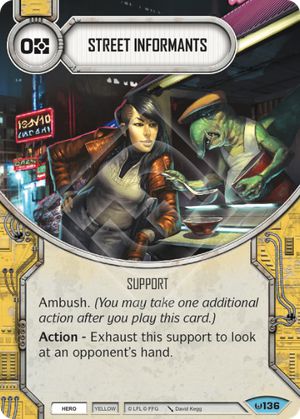 0
STREET INFORMANTS
SUPPORT
Ambush. (You may take one additional
action after you play this card.)
Action - Exhaust this support to look
at an opponent's hand.
HERO
YELLOW
© LFL © FFG
David Kegg
136